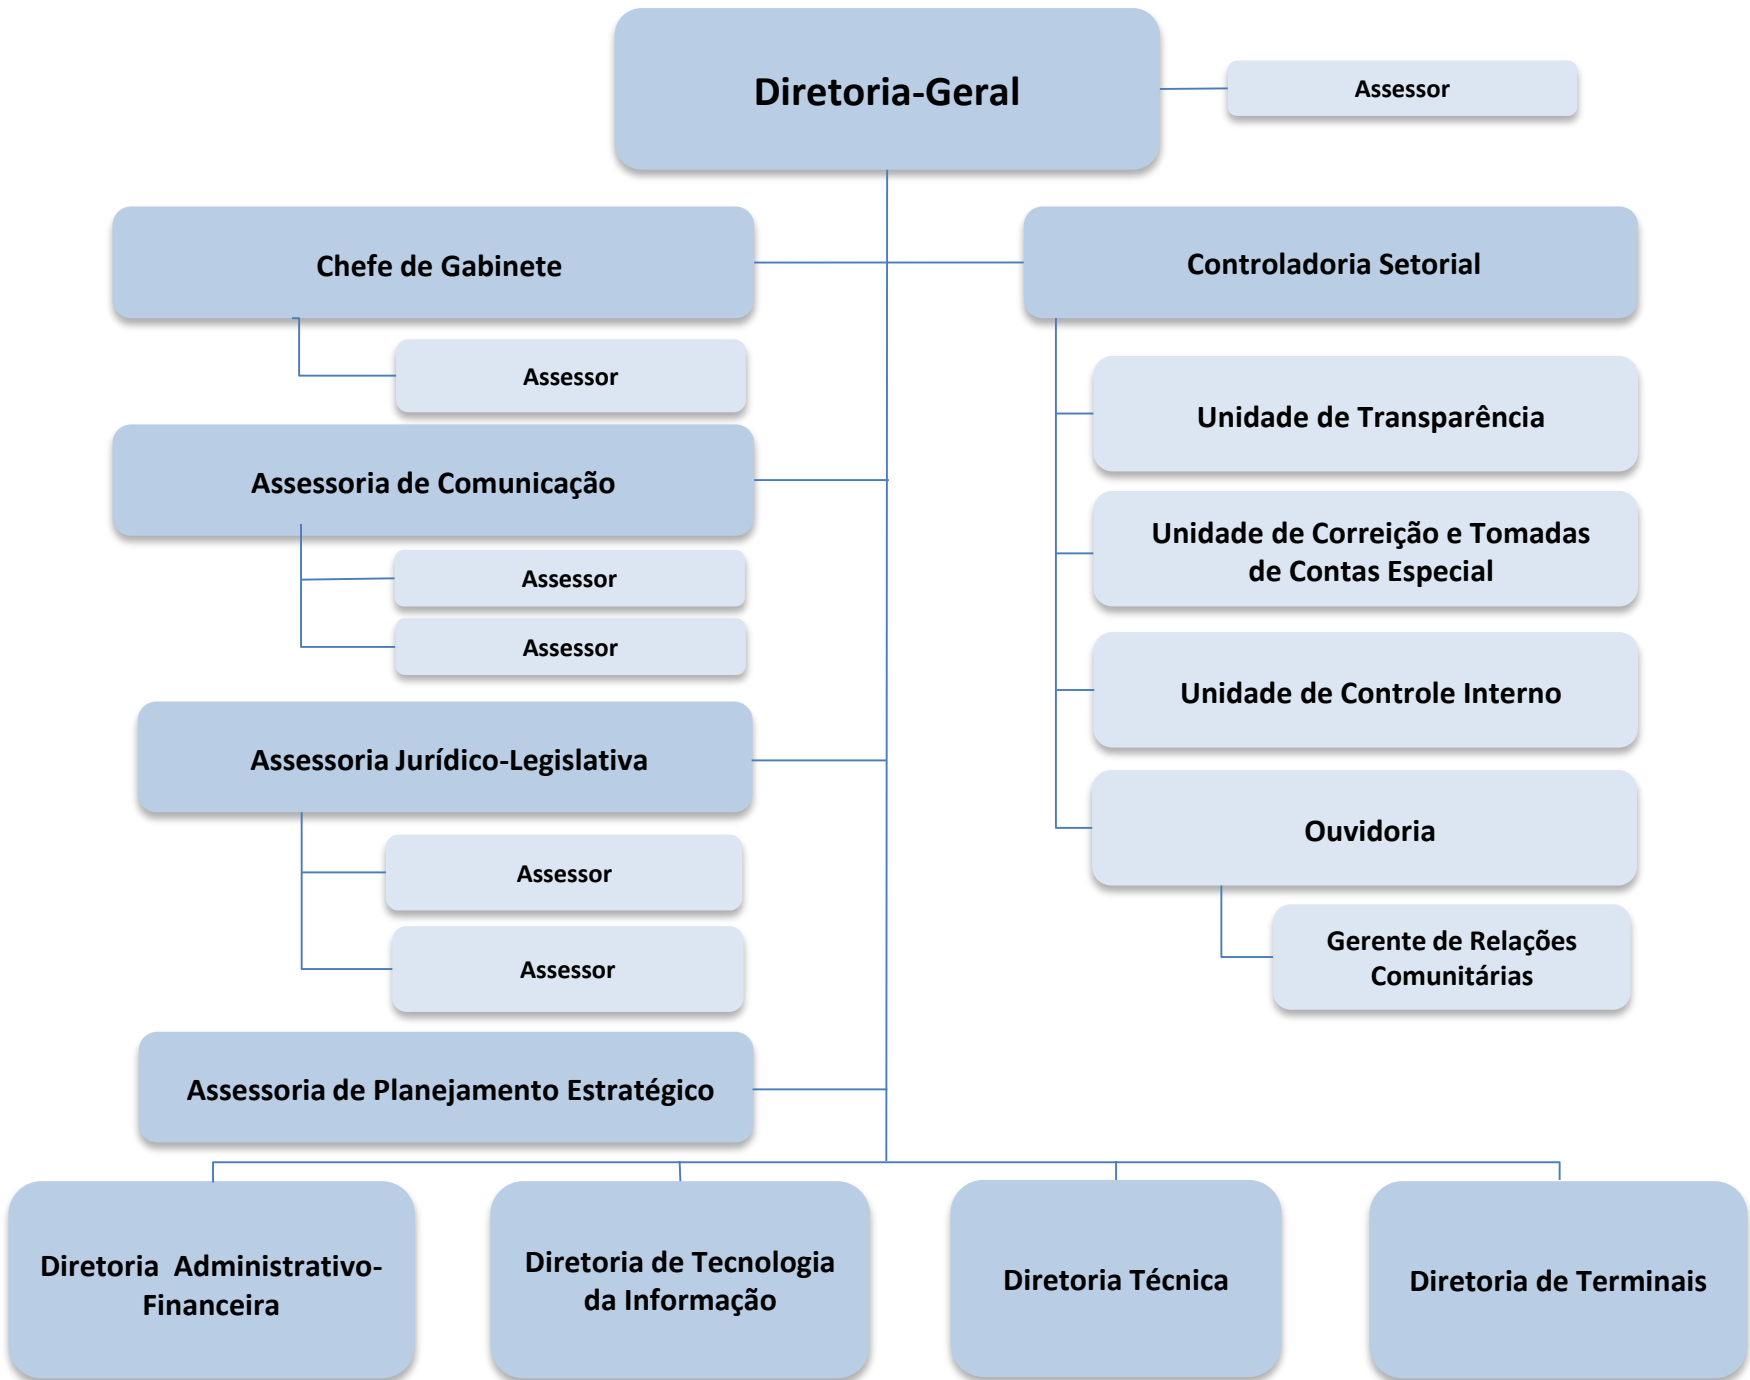 Diretoria-Geral
Assessor
Chefe de Gabinete
Assessor
Assessoria de Comunicação
Assessor
Assessor
Assessoria Jurídico-Legislativa
Assessor
Assessor
Assessoria de Planejamento Estratégico
Controladoria Setorial
Unidade de Transparência
Unidade de Correição e Tomadas
de Contas Especial
Unidade de Controle Interno
Ouvidoria
Gerente de Relações
Comunitárias
Diretoria Administrativo-
Financeira
Diretoria de Tecnologia
da Informação
Diretoria Técnica
Diretoria de Terminais